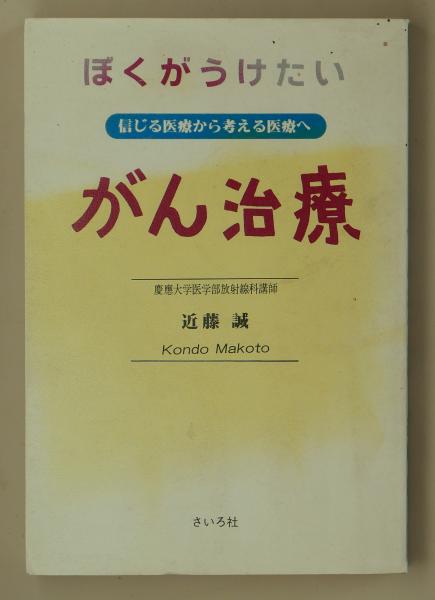 ぼくがうけたい
信じる医療から考える医療へ
がん治療
慶應大学医学部放射線科講師
近藤 誠
Kondo Makoto
さいろ社